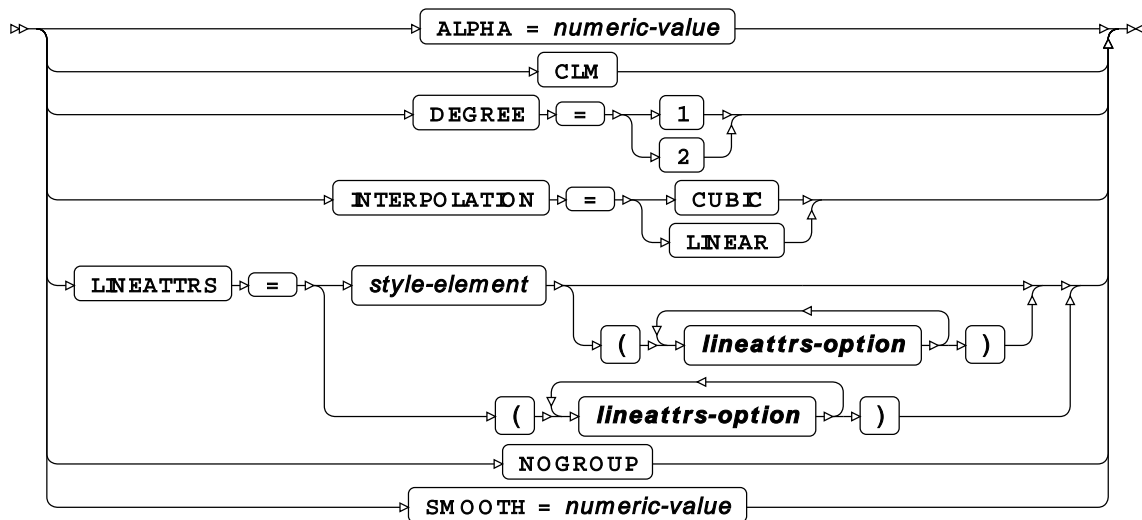 ALPHA = numeric-value
CLM
DEGREE = 1
2
INTERPOLATION = CUBIC
LINEAR
LINEATTRS = style-element
( lineattrs-option )
( lineattrs-option )
NOGROUP
SMOOTH = numeric-value